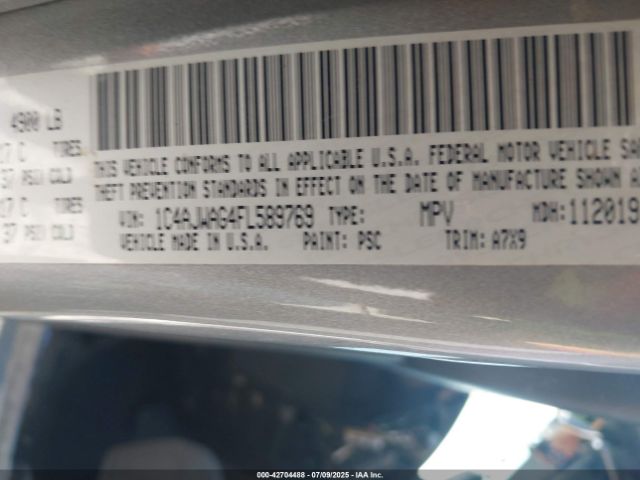 4900 LB
17 C TIRES
37 PSI/COLD
17 C TIRES
37 PSI/COLD
THIS VEHICLE CONFORMS TO ALL APPLICABLE U.S.A. FEDERAL MOTOR VEHICLE SA
THEFT PREVENTION STANDARDS IN EFFECT ON THE DATE OF MANUFACTURE SHOWN A
VIN: 1C4AJWAG4FL589769 TYPE: MPV MDH: 112019
VEHICLE MADE IN U.S.A. PAINT: PSC TRIM: A7X9
000-42704488 - 07/09/2025 - IAA Inc.